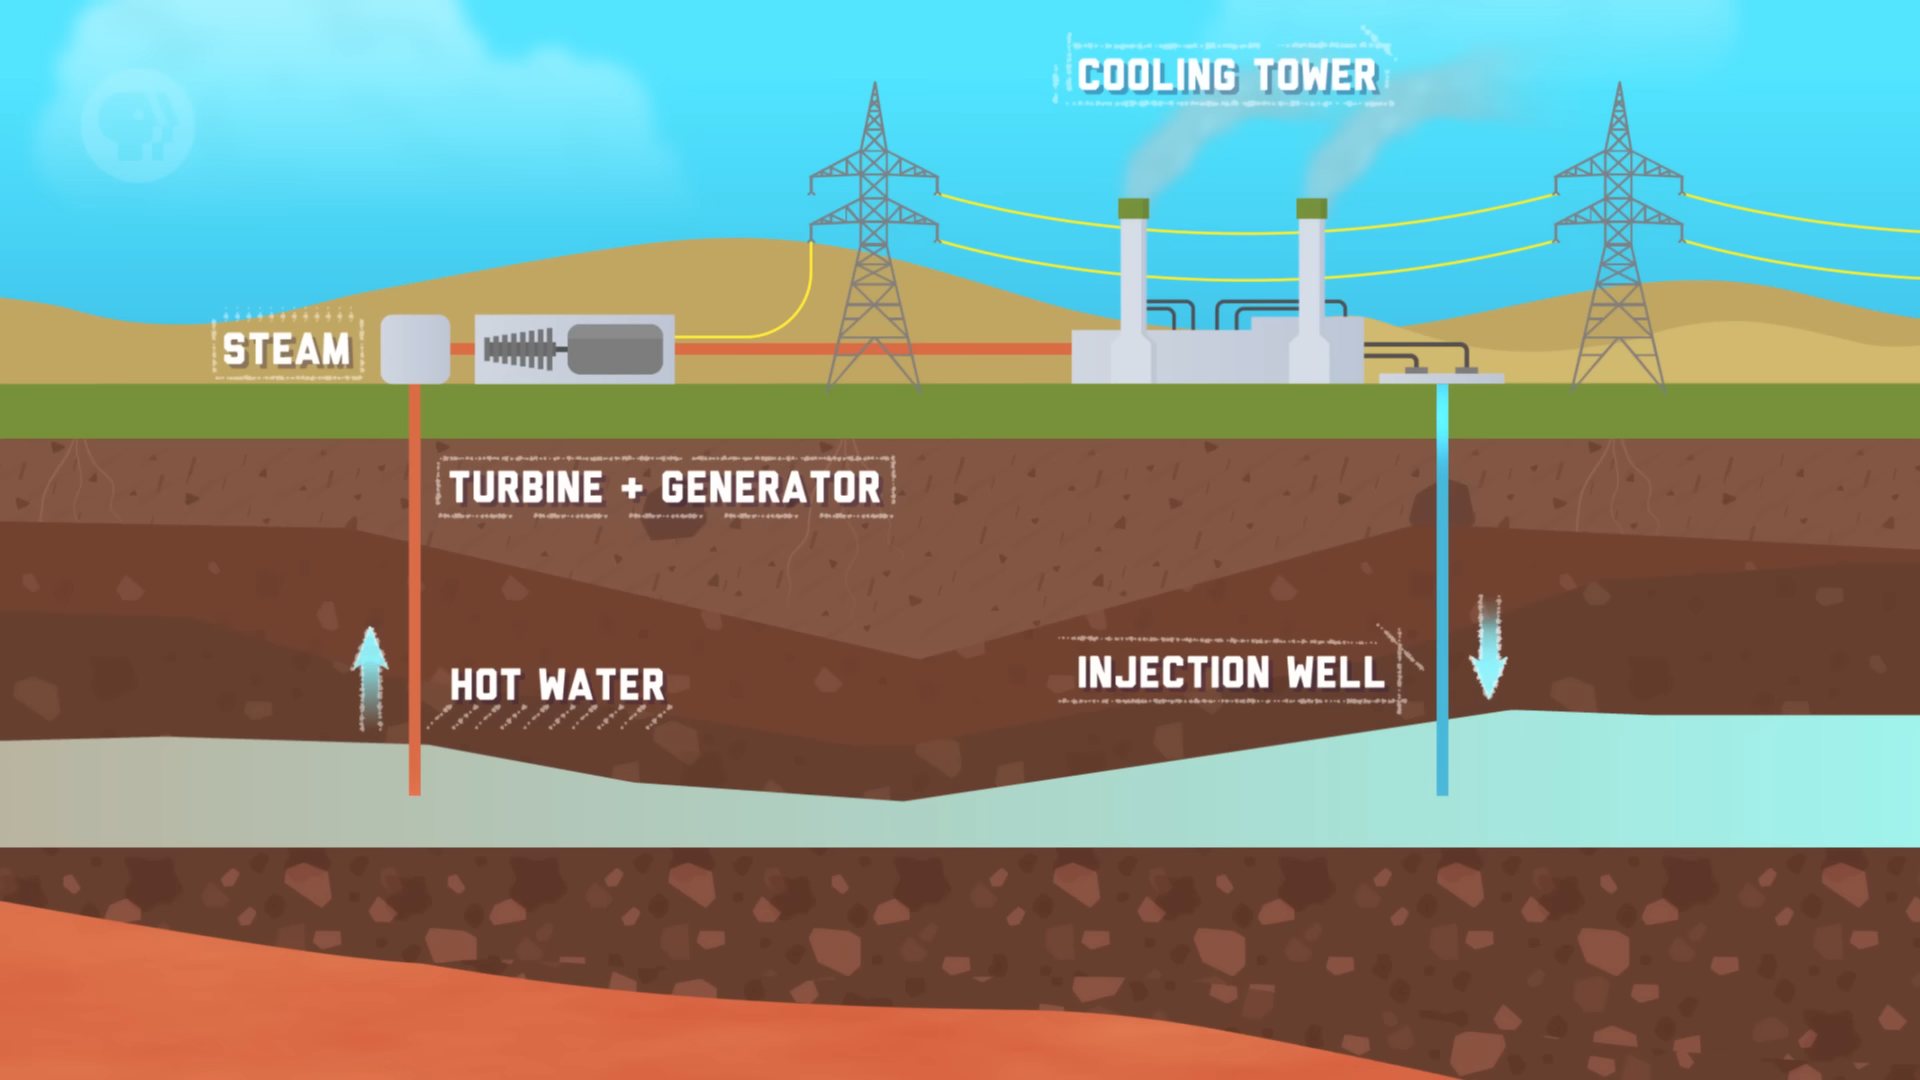 COOLING TOWER
STEAM
TURBINE + GENERATOR
HOT WATER
INJECTION WELL